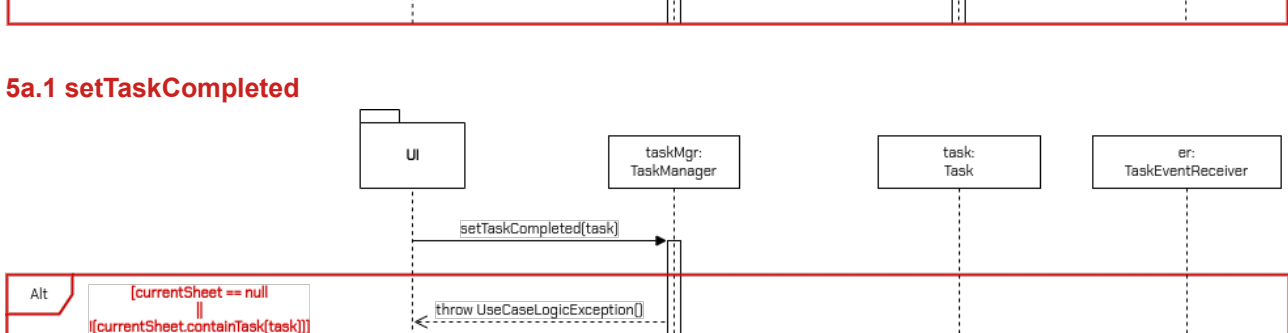 5a.1 setTaskCompleted
UI
taskMgr:
TaskManager
task:
Task
er:
TaskEventReceiver
setTaskCompleted(task)
Alt
[currentSheet == null
||
!(currentSheet.containTask(task))]
throw UseCaseLogicException()